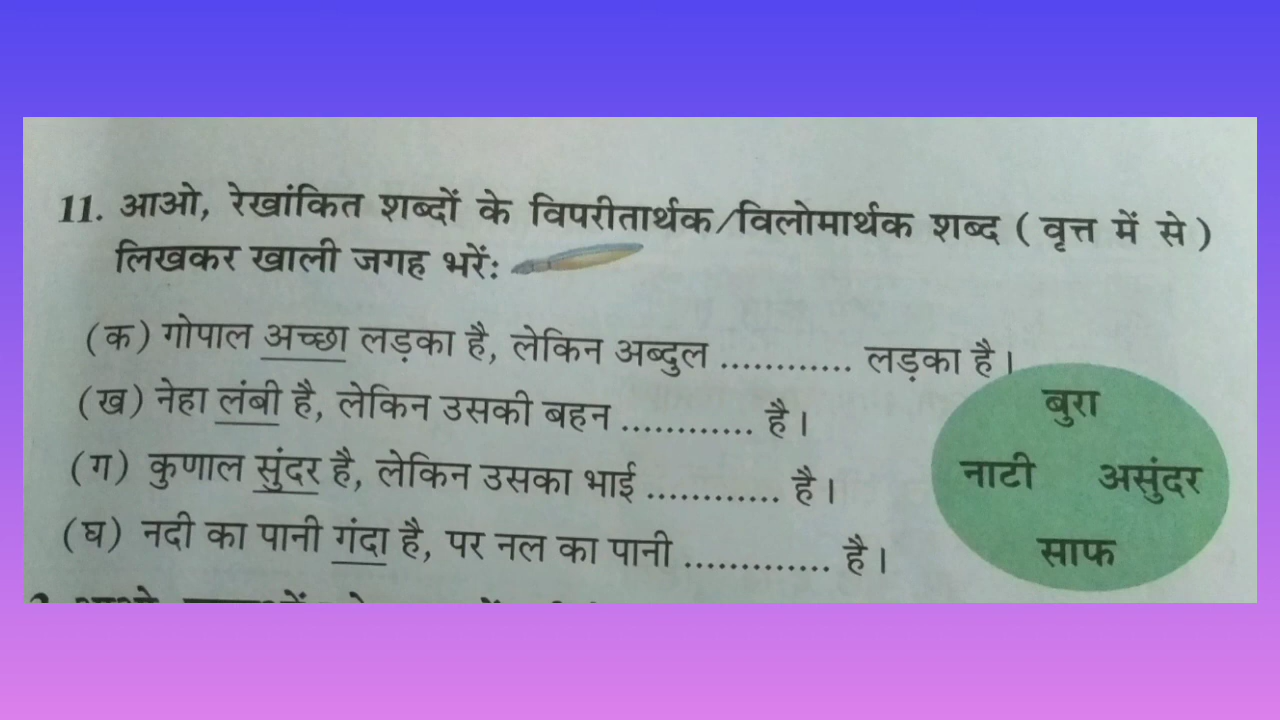 11. आओ, रेखांकित शब्दों के विपरीतार्थक/विलोमार्थक शब्द ( वृत्त में से )
लिखकर खाली जगह भरें:
(क) गोपाल अच्छा लड़का है, लेकिन अब्दुल ............ लड़का है।
(ख) नेहा लंबी है, लेकिन उसकी बहन ............ है।
(ग) कुणाल सुंदर है, लेकिन उसका भाई ............ है।
(घ) नदी का पानी गंदा है, पर नल का पानी ............. है।
बुरा
नाटी असुंदर
साफ